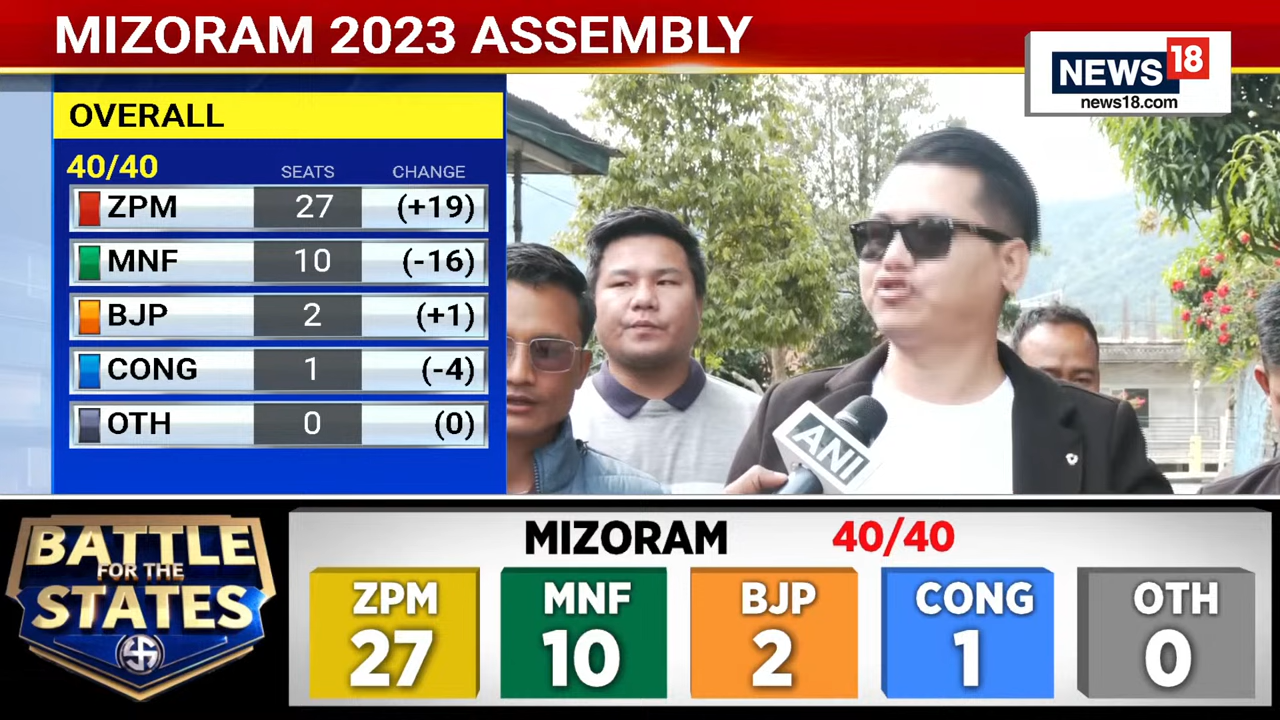 MIZORAM 2023 ASSEMBLY
NEWS 18
news18.com
OVERALL
40/40 SEATS CHANGE
ZPM 27 (+19)
MNF 10 (-16)
BJP 2 (+1)
CONG 1 (-4)
OTH 0 (0)
ANI
BATTLE
FOR THE
STATES
MIZORAM 40/40
ZPM MNF BJP CONG OTH
27 10 2 1 0